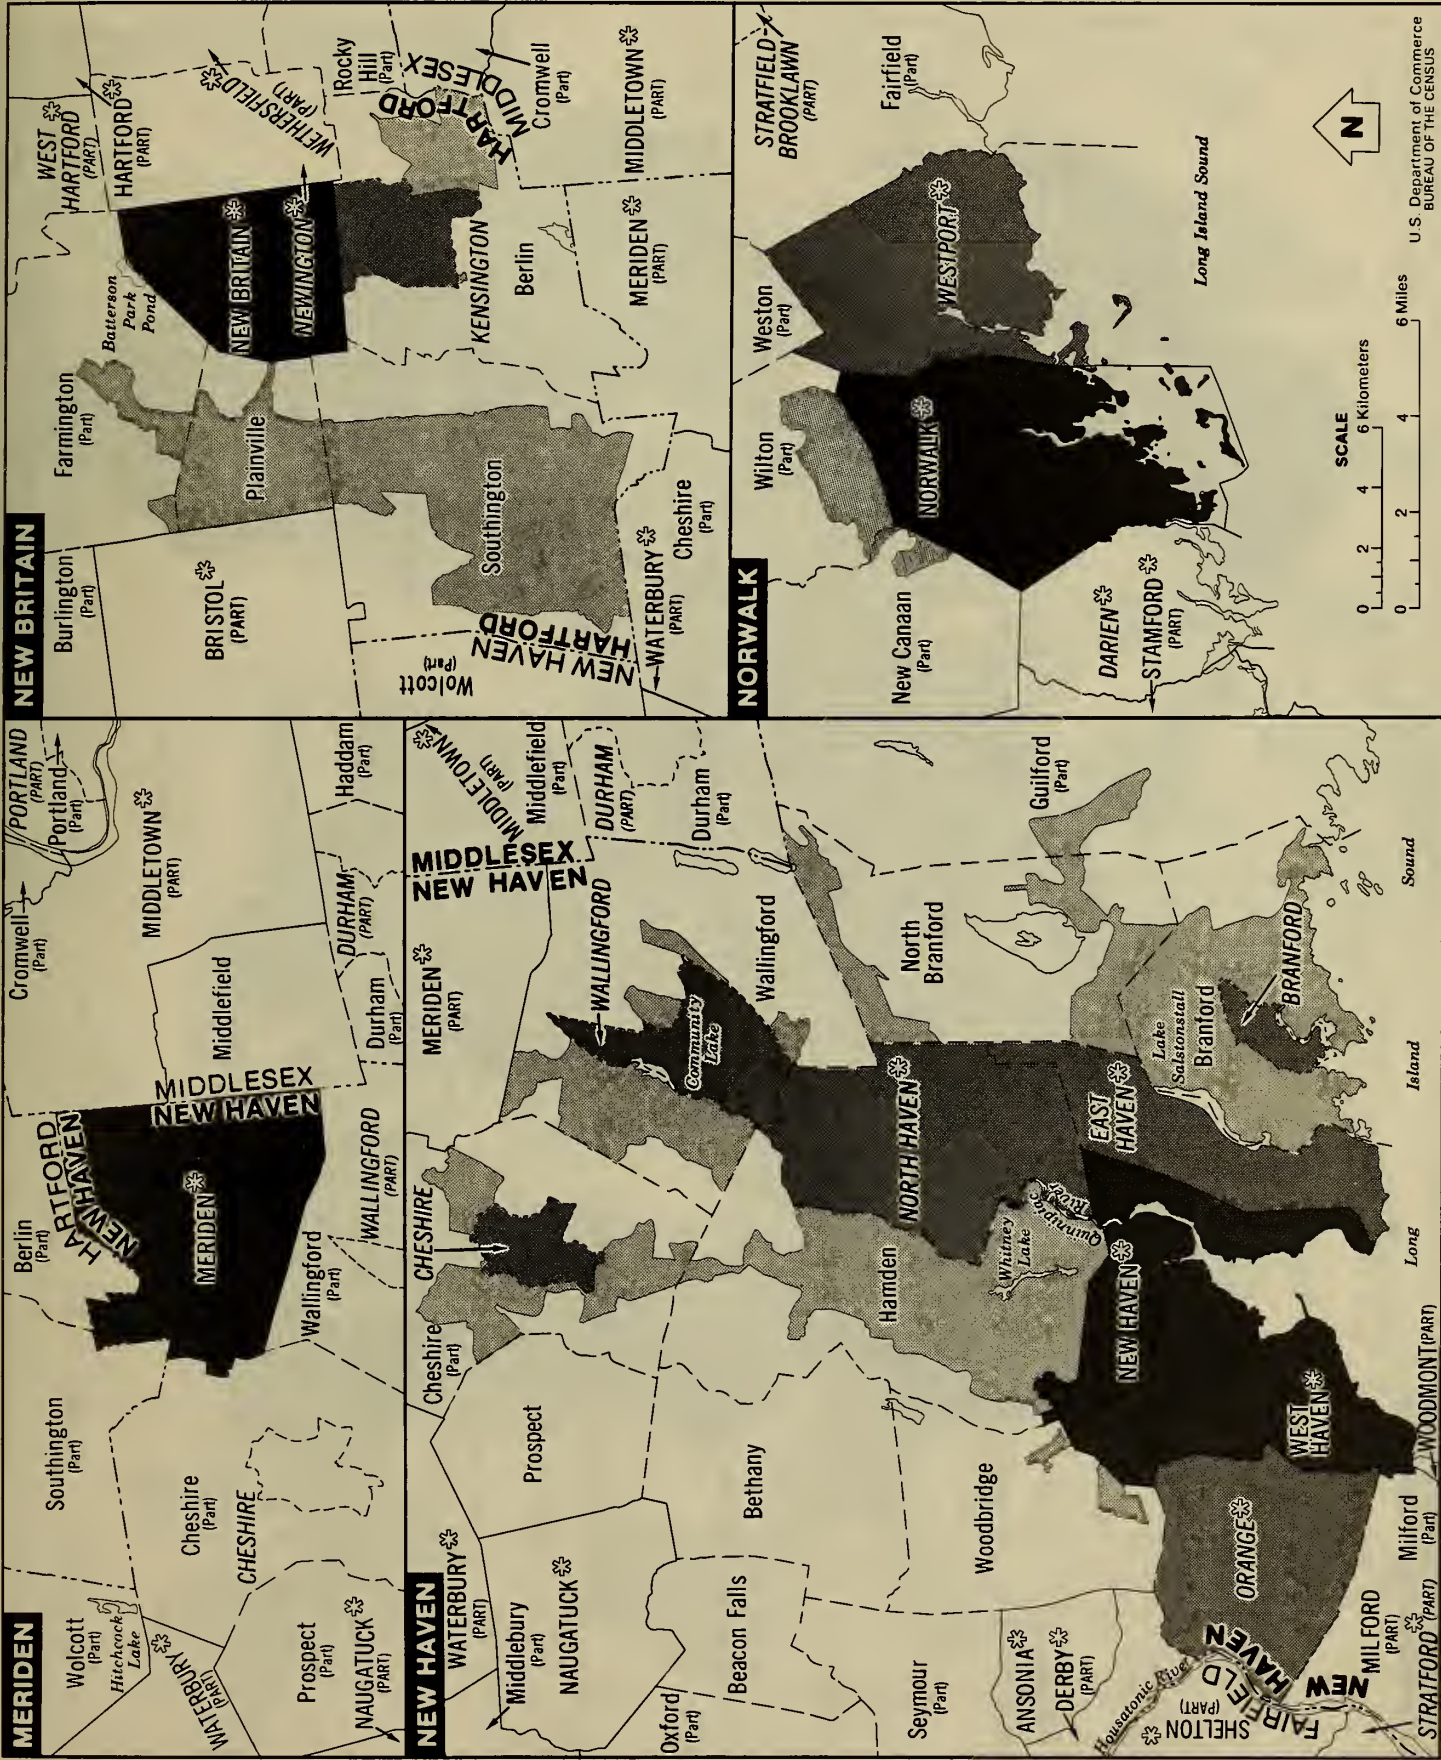 MERIDEN
Wolcott
(Part)
Hitchcock
Lake
WATERBURY
(PART)
Prospect
(Part)
NAUGATUCK
(PART)
Southington
(Part)
Cheshire
(Part)
CHESHIRE
Berlin
(Part)
HARTFORD
NEW HAVEN
MERIDEN
Wallingford
(Part)
WALLINGFORD
(PART)
MIDDLESEX
NEW HAVEN
Cromwell
(Part)
Middlefield
Durham
(Part)
DURHAM
(PART)
MIDDLETOWN
(PART)
PORTLAND
(PART)
Portland
(Part)
Haddam
(Part)
NEW BRITAIN
Burlington
(Part)
BRISTOL
(PART)
Wolcott
(Part)
NEW HAVEN
HARTFORD
WATERBURY
(PART)
Farmington
(Part)
Plainville
Southington
Cheshire
(Part)
Batterson
Park
Pond
NEW BRITAIN
NEWINGTON
KENSINGTON
Berlin
MERIDEN
(PART)
WEST
HARTFORD
(PART)
HARTFORD
(PART)
WETHERSFIELD
(PART)
Rocky
Hill
(Part)
HARTFORD
MIDDLESEX
Cromwell
(Part)
MIDDLETOWN
(PART)
NEW HAVEN
WATERBURY
(PART)
Middlebury
(Part)
NAUGATUCK
Oxford
(Part)
Beacon Falls
Seymour
(Part)
ANSONIA
DERBY
(PART)
Housatonic River
SHELTON
(PART)
FAIRFIELD
NEW HAVEN
MILFORD
(PART)
STRATFORD (PART)
Prospect
Bethany
Woodbridge
ORANGE
Milford
(Part)
WOODMONT (PART)
Cheshire
(Part)
CHESHIRE
Hamden
Whitney
Lake
Quinnipiac
River
NEW HAVEN
WEST
HAVEN
MERIDEN
(PART)
WALLINGFORD
Community
Lake
Wallingford
NORTH HAVEN
EAST
HAVEN
North
Branford
Lake
Salstonstall
Branford
BRANFORD
MIDDLETOWN
(PART)
MIDDLESEX
NEW HAVEN
Middlefield
(Part)
DURHAM
(PART)
Durham
(Part)
Guilford
(Part)
Long
Island
Sound
NORWALK
New Canaan
(Part)
DARIEN
STAMFORD
(PART)
Wilton
(Part)
NORWALK
Weston
(Part)
WESTPORT
STRATFIELD-
BROOKLAWN
(PART)
Fairfield
(Part)
Long Island Sound
N
SCALE
0 2 4 6 Kilometers
0 2 4 6 Miles
U.S. Department of Commerce
BUREAU OF THE CENSUS